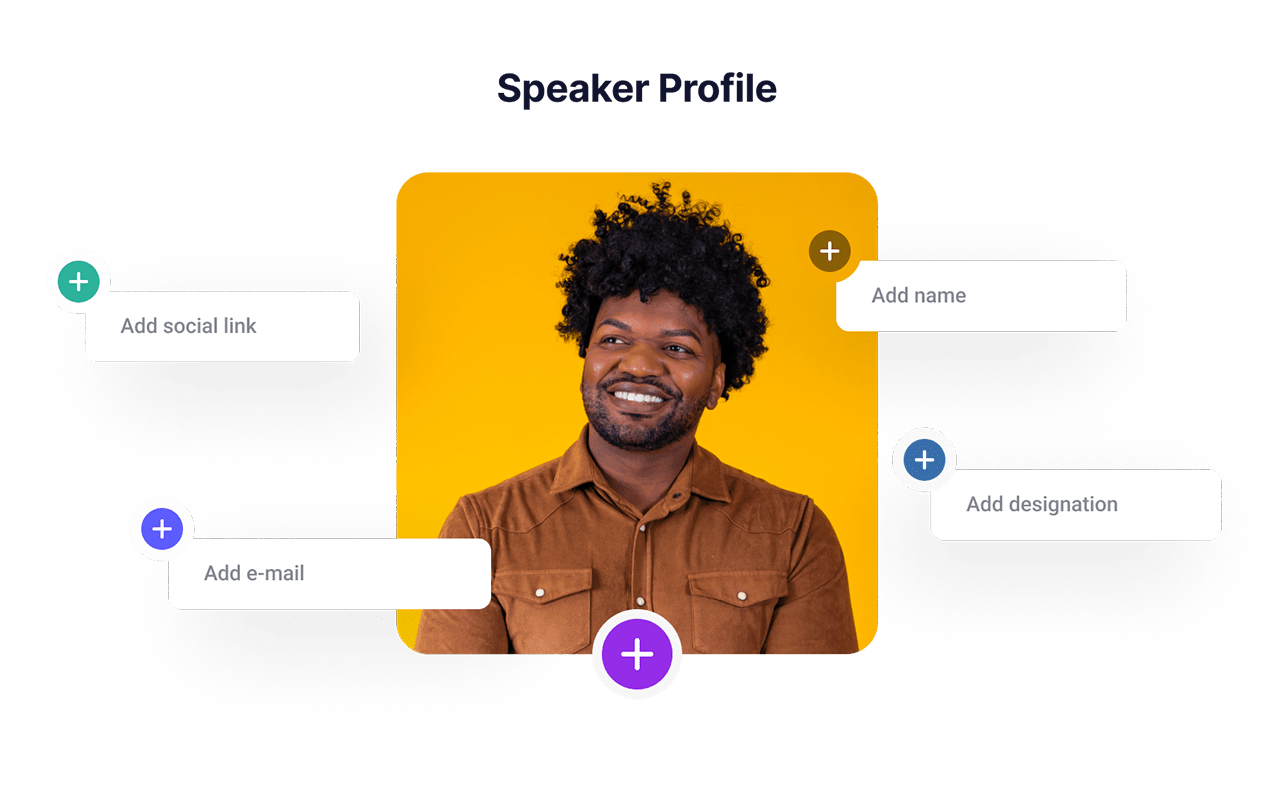 Speaker Profile
Add name
Add social link
Add designation
Add e-mail